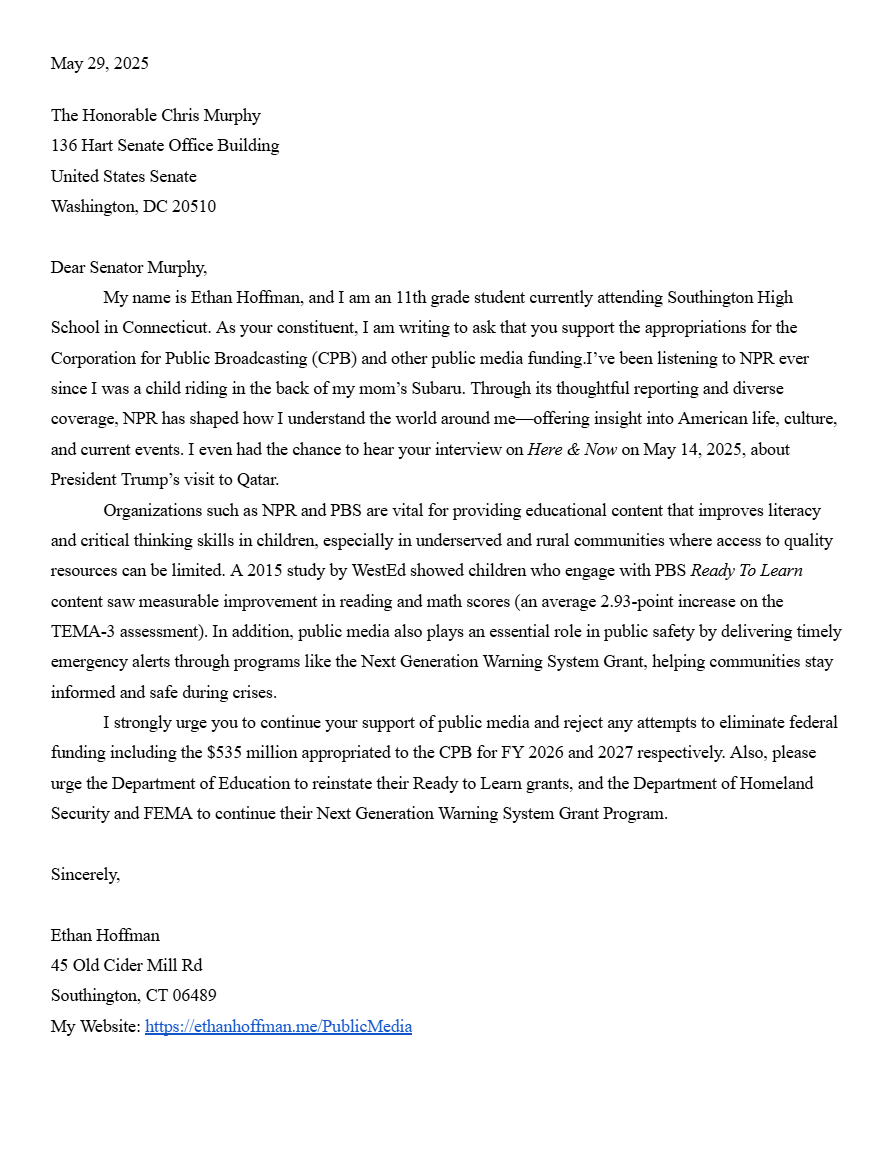 May 29, 2025
The Honorable Chris Murphy
136 Hart Senate Office Building
United States Senate
Washington, DC 20510
Dear Senator Murphy,
My name is Ethan Hoffman, and I am an 11th grade student currently attending Southington High
School in Connecticut. As your constituent, I am writing to ask that you support the appropriations for the
Corporation for Public Broadcasting (CPB) and other public media funding.I’ve been listening to NPR ever
since I was a child riding in the back of my mom’s Subaru. Through its thoughtful reporting and diverse
coverage, NPR has shaped how I understand the world around me—offering insight into American life, culture,
and current events. I even had the chance to hear your interview on Here & Now on May 14, 2025, about
President Trump’s visit to Qatar.
Organizations such as NPR and PBS are vital for providing educational content that improves literacy
and critical thinking skills in children, especially in underserved and rural communities where access to quality
resources can be limited. A 2015 study by WestEd showed children who engage with PBS Ready To Learn
content saw measurable improvement in reading and math scores (an average 2.93-point increase on the
TEMA-3 assessment). In addition, public media also plays an essential role in public safety by delivering timely
emergency alerts through programs like the Next Generation Warning System Grant, helping communities stay
informed and safe during crises.
I strongly urge you to continue your support of public media and reject any attempts to eliminate federal
funding including the $535 million appropriated to the CPB for FY 2026 and 2027 respectively. Also, please
urge the Department of Education to reinstate their Ready to Learn grants, and the Department of Homeland
Security and FEMA to continue their Next Generation Warning System Grant Program.
Sincerely,
Ethan Hoffman
45 Old Cider Mill Rd
Southington, CT 06489
My Website: https://ethanhoffman.me/PublicMedia